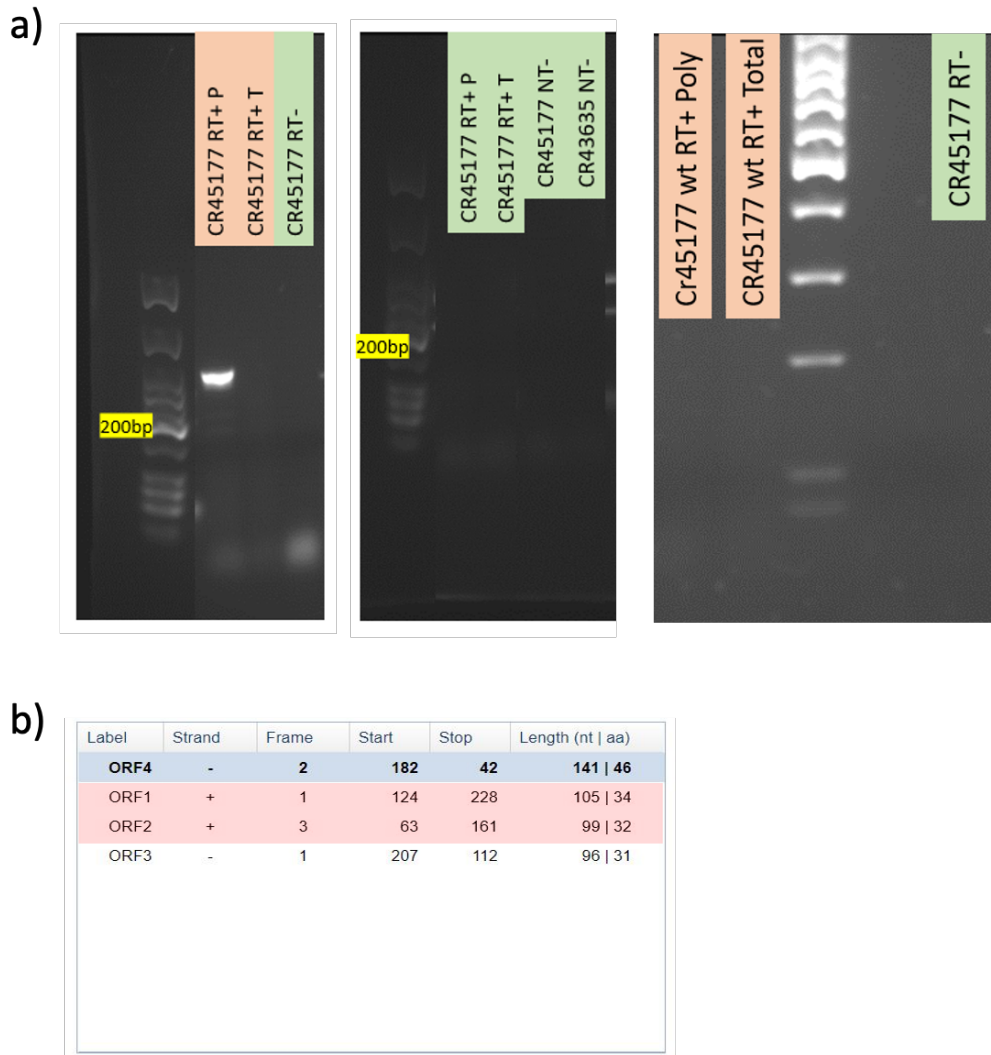 a)
CR45177 RT+ P
CR45177 RT+ T
CR45177 RT-
200bp
CR45177 RT+ P
CR45177 RT+ T
CR45177 NT-
CR43635 NT-
200bp
Cr45177 wt RT+ Poly
CR45177 wt RT+ Total
CR45177 RT-
b)
Label Strand Frame Start Stop Length (nt | aa)
ORF4 - 2 182 42 141 | 46
ORF1 + 1 124 228 105 | 34
ORF2 + 3 63 161 99 | 32
ORF3 - 1 207 112 96 | 31